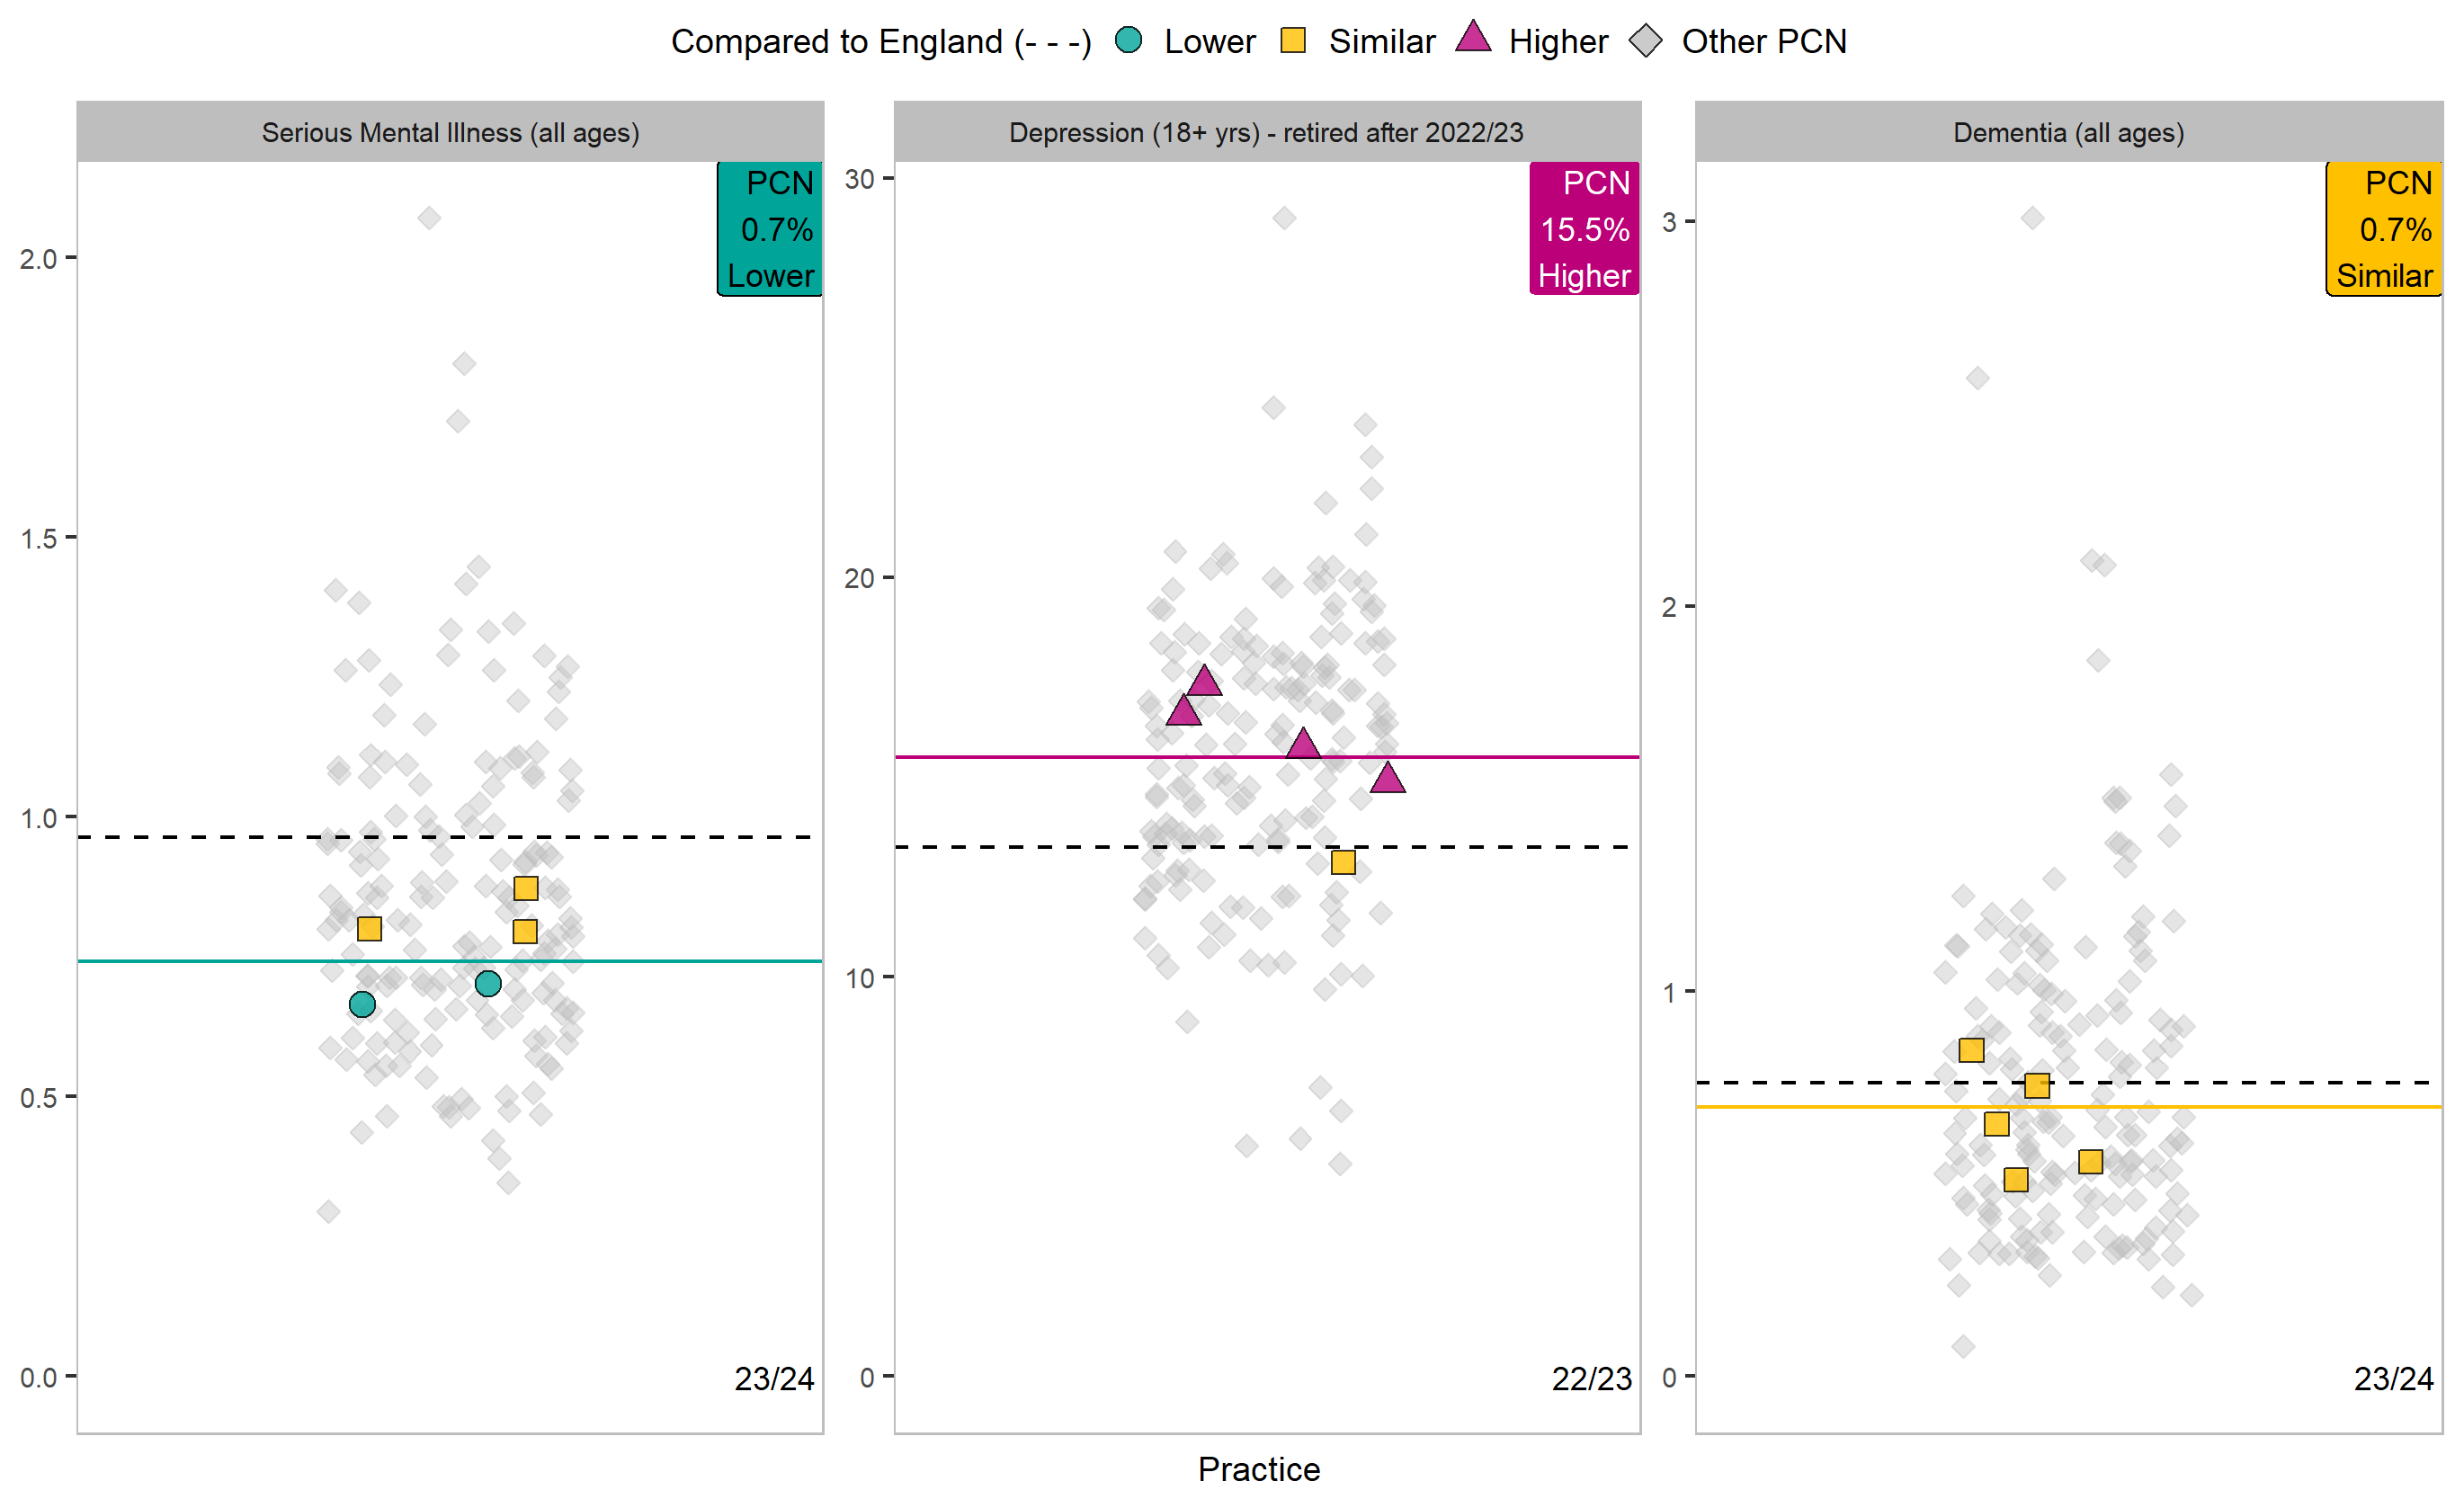 Compared to England (- - -) Lower Similar Higher Other PCN
Serious Mental Illness (all ages)
PCN
0.7%
Lower
2.0
1.5
1.0
0.5
0.0
23/24
Depression (18+ yrs) - retired after 2022/23
PCN
15.5%
Higher
30
20
10
0
22/23
Dementia (all ages)
PCN
0.7%
Similar
3
2
1
0
23/24
Practice